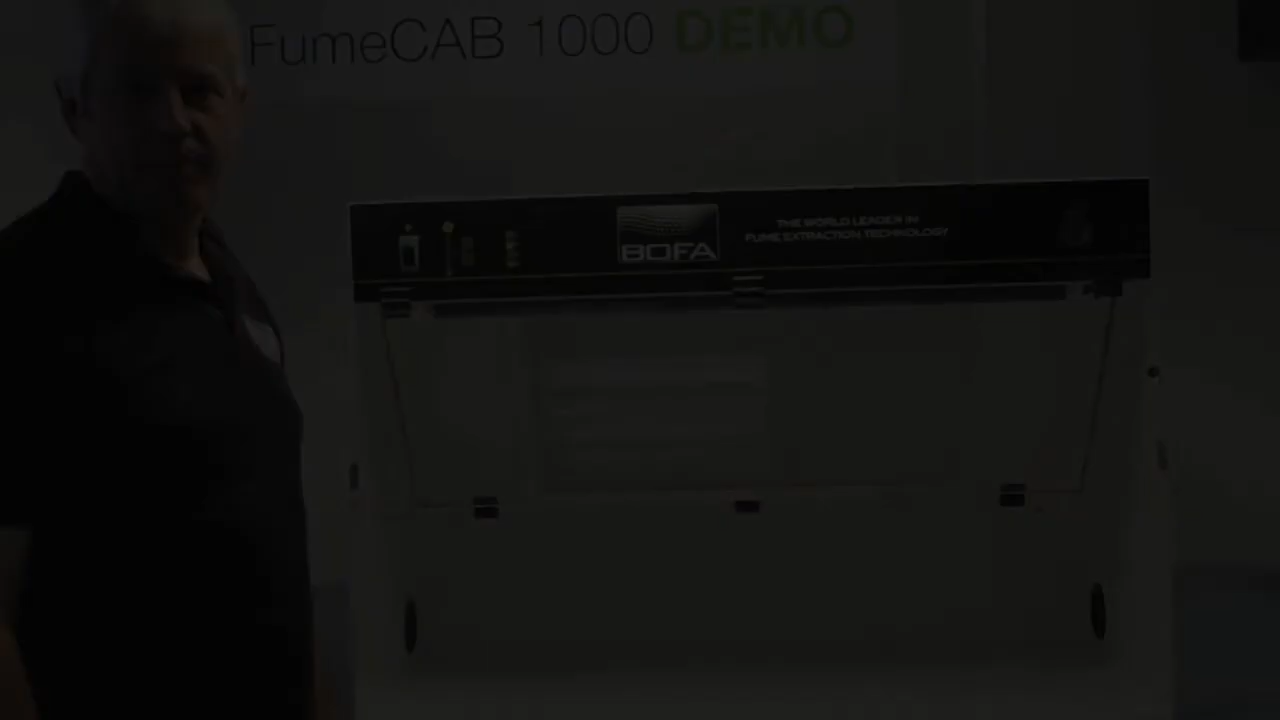 FumeCAB 1000 DEMO
BOFA
THE WORLD LEADER IN
FUME EXTRACTION TECHNOLOGY